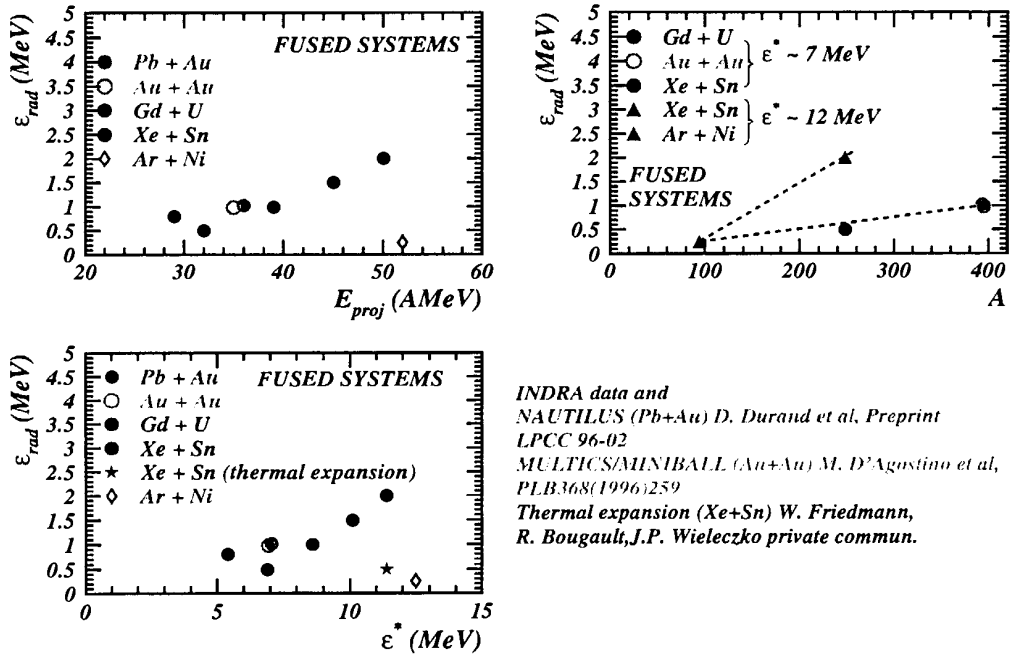 ε_rad (MeV)
5
4.5
4
3.5
3
2.5
2
1.5
1
0.5
0
FUSED SYSTEMS
Pb + Au
Au + Au
Gd + U
Xe + Sn
Ar + Ni
20 30 40 50 60
E_proj (AMeV)
ε_rad (MeV)
5
4.5
4
3.5
3
2.5
2
1.5
1
0.5
0
Gd + U
Au + Au
Xe + Sn
ε* ~ 7 MeV
Xe + Sn
Ar + Ni
ε* ~ 12 MeV
FUSED
SYSTEMS
0 100 200 300 400
A
ε_rad (MeV)
5
4.5
4
3.5
3
2.5
2
1.5
1
0.5
0
FUSED SYSTEMS
Pb + Au
Au + Au
Gd + U
Xe + Sn
Xe + Sn (thermal expansion)
Ar + Ni
0 5 10 15
ε* (MeV)
INDRA data and
NAUTILUS (Pb+Au) D. Durand et al, Preprint
LPCC 96-02
MULTICS/MINIBALL (Au+Au) M. D'Agostino et al,
PLB368(1996)259
Thermal expansion (Xe+Sn) W. Friedmann,
R. Bougault,J.P. Wieleczko private commun.